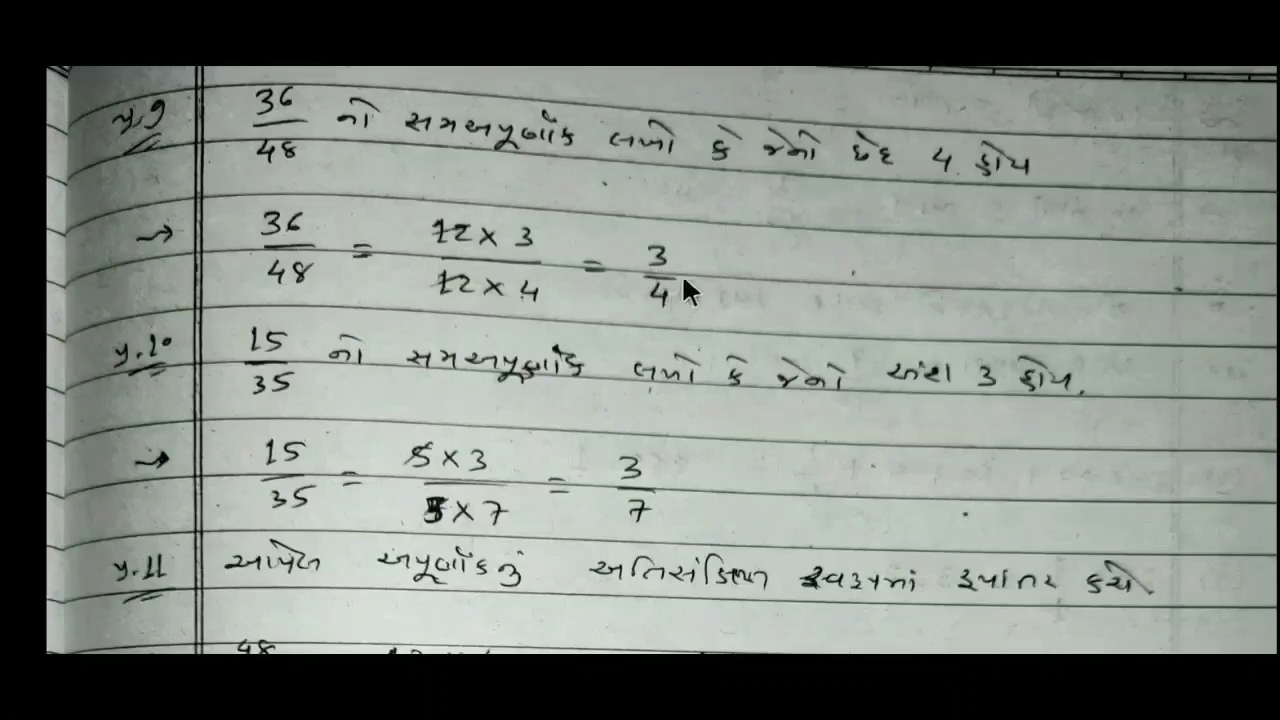 પ્ર.9 36/48 નો સમઅપૂર્ણાંક લખો કે જેનો છેદ 4 હોય
→ 36/48 = 12 × 3 / 12 × 4 = 3/4
પ્ર.10 15/35 નો સમઅપૂર્ણાંક લખો કે જેનો અંશ 3 હોય.
→ 15/35 = 5 × 3 / 5 × 7 = 3/7
પ્ર.11 આપેલ અપૂર્ણાંકનું અતિસંક્ષિપ્ત સ્વરૂપમાં રૂપાંતર કરો
48